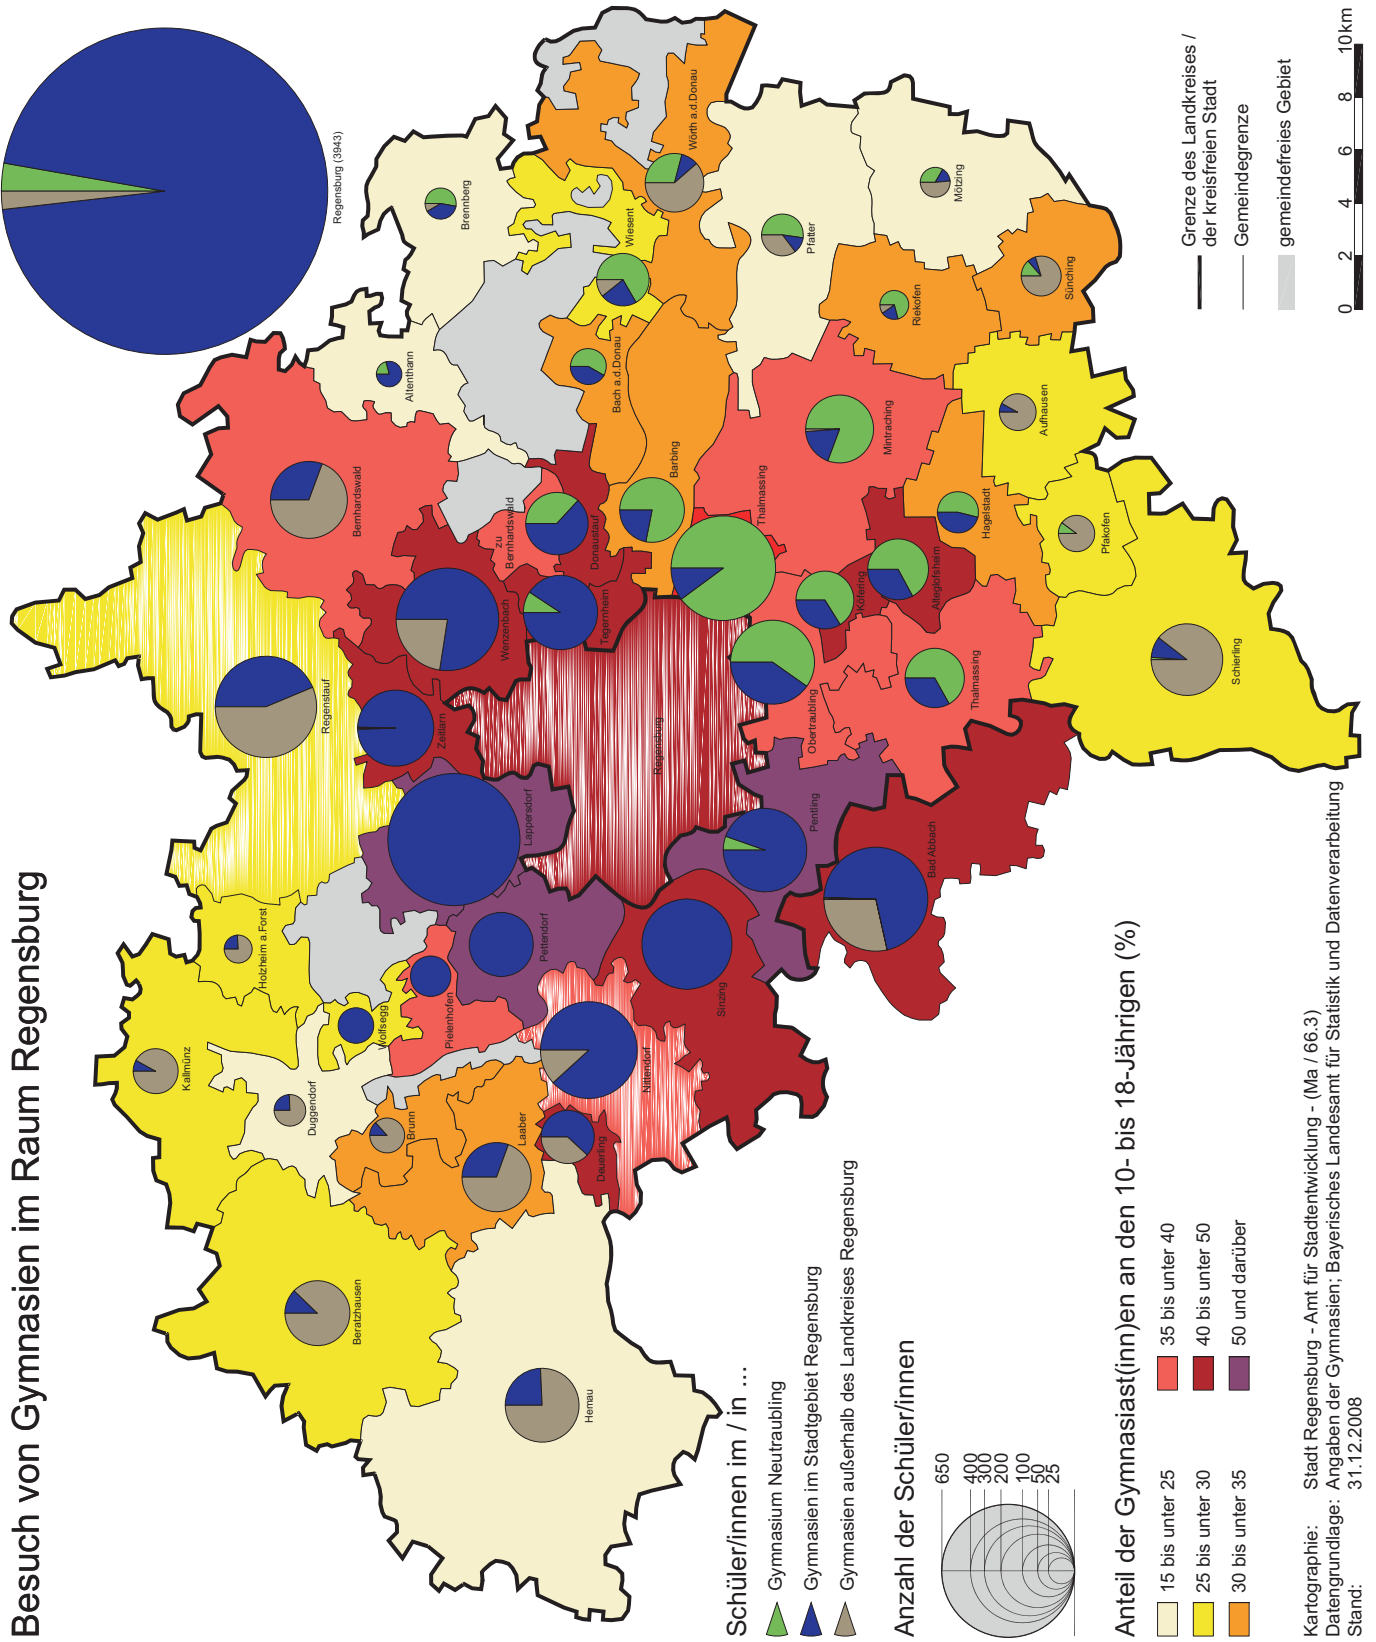 Besuch von Gymnasien im Raum Regensburg
Regensburg (3943)
Brennberg
Altenthann
Wörth a.d.Donau
Wiesent
Bach a.d.Donau
Pfatter
Mötzing
Sünching
Riekofen
Aufhausen
Mintraching
Barbing
Thalmassing
Hagelstadt
Pfakofen
Schierling
Bernhardswald
zu
Bernhardswald
Donaustauf
Tegernheim
Wenzenbach
Köfering
Alteglofsheim
Obertraubling
Thalmassing
Regenstauf
Zeitlarn
Regensburg
Lappersdorf
Pentling
Bad Abbach
Pettendorf
Sinzing
Pielenhofen
Wolfsegg
Holzheim a.Forst
Kallmünz
Duggendorf
Brunn
Laaber
Nittendorf
Deuerling
Beratzhausen
Hemau
Schüler/innen im / in ...
Gymnasium Neutraubling
Gymnasien im Stadtgebiet Regensburg
Gymnasien außerhalb des Landkreises Regensburg
Anzahl der Schüler/innen
650
400
300
200
100
50
25
Anteil der Gymnasiast(inn)en an den 10- bis 18-Jährigen (%)
15 bis unter 25
25 bis unter 30
30 bis unter 35
35 bis unter 40
40 bis unter 50
50 und darüber
Grenze des Landkreises /
der kreisfreien Stadt
Gemeindegrenze
gemeindefreies Gebiet
0 2 4 6 8 10km
Kartographie: Stadt Regensburg - Amt für Stadtentwicklung - (Ma / 66.3)
Datengrundlage: Angaben der Gymnasien; Bayerisches Landesamt für Statistik und Datenverarbeitung
Stand: 31.12.2008